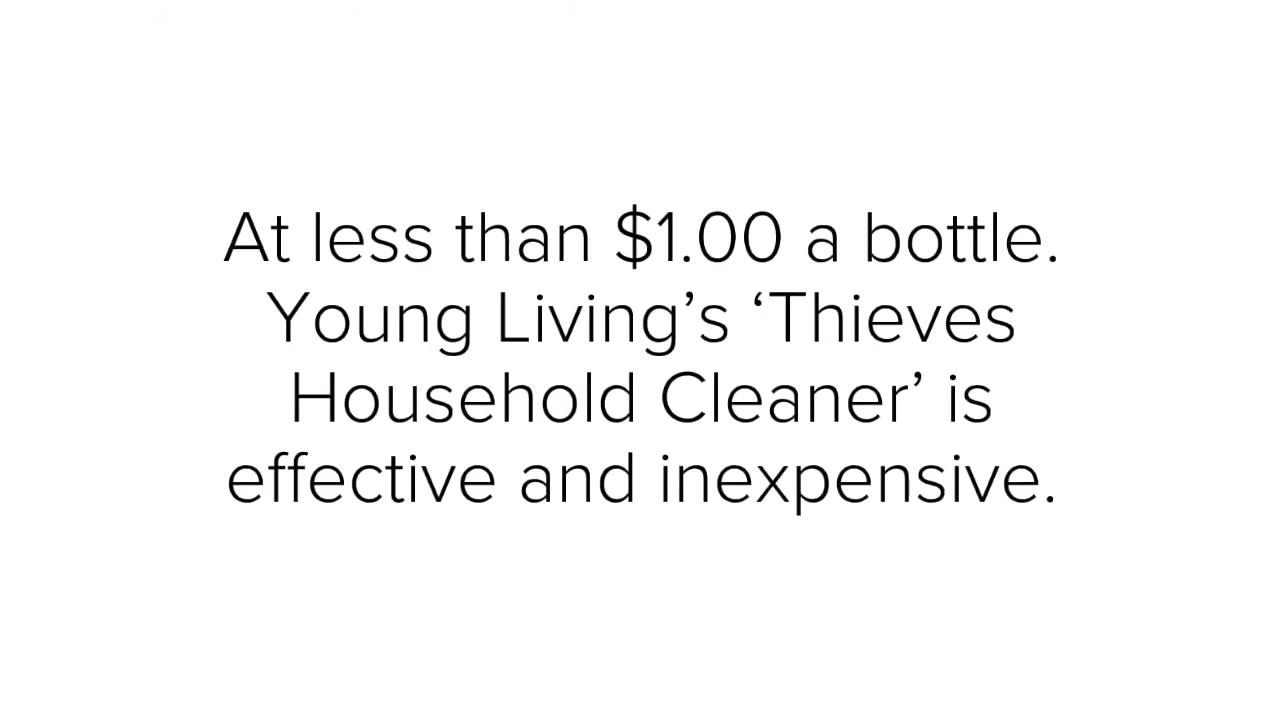 At less than $1.00 a bottle.
Young Living’s ‘Thieves
Household Cleaner’ is
effective and inexpensive.